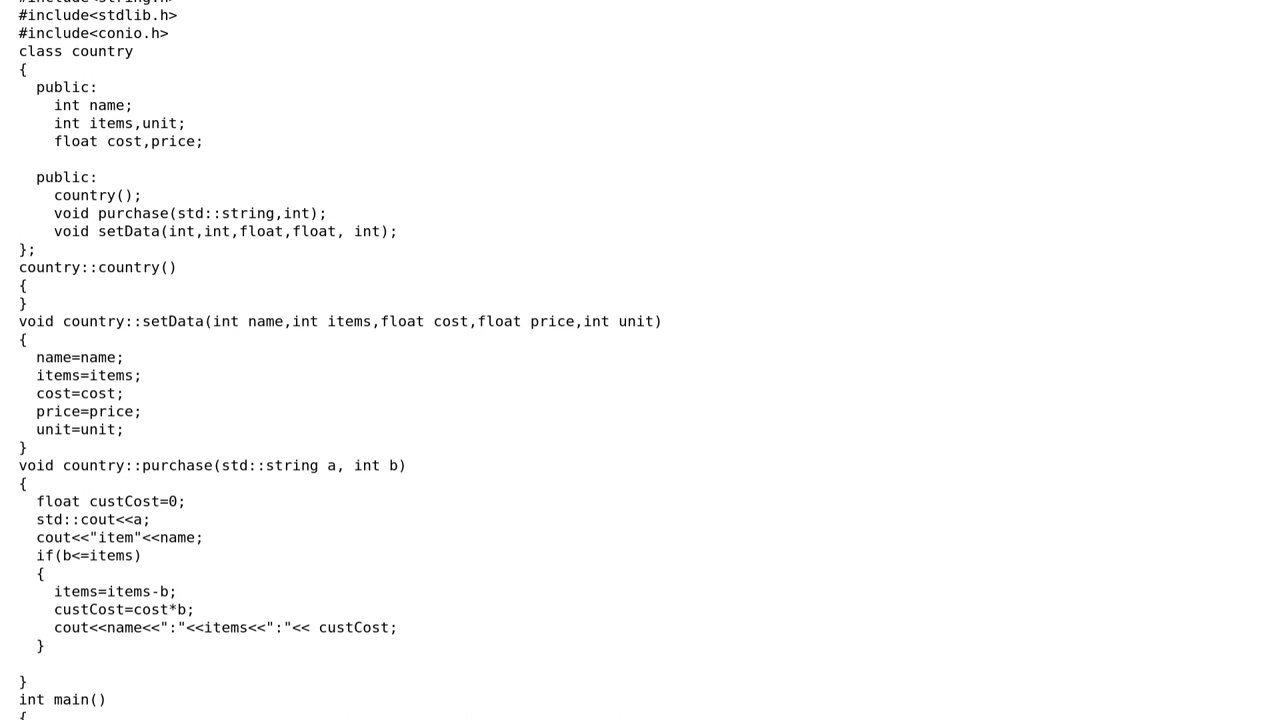 #include<string.h>
#include<stdlib.h>
#include<conio.h>
class country
{
  public:
    int name;
    int items,unit;
    float cost,price;

  public:
    country();
    void purchase(std::string,int);
    void setData(int,int,float,float, int);
};
country::country()
{
}
void country::setData(int name,int items,float cost,float price,int unit)
{
  name=name;
  items=items;
  cost=cost;
  price=price;
  unit=unit;
}
void country::purchase(std::string a, int b)
{
  float custCost=0;
  std::cout<<a;
  cout<<"item"<<name;
  if(b<=items)
  {
    items=items-b;
    custCost=cost*b;
    cout<<name<<":"<<items<<":"<< custCost;
  }

}
int main()
{